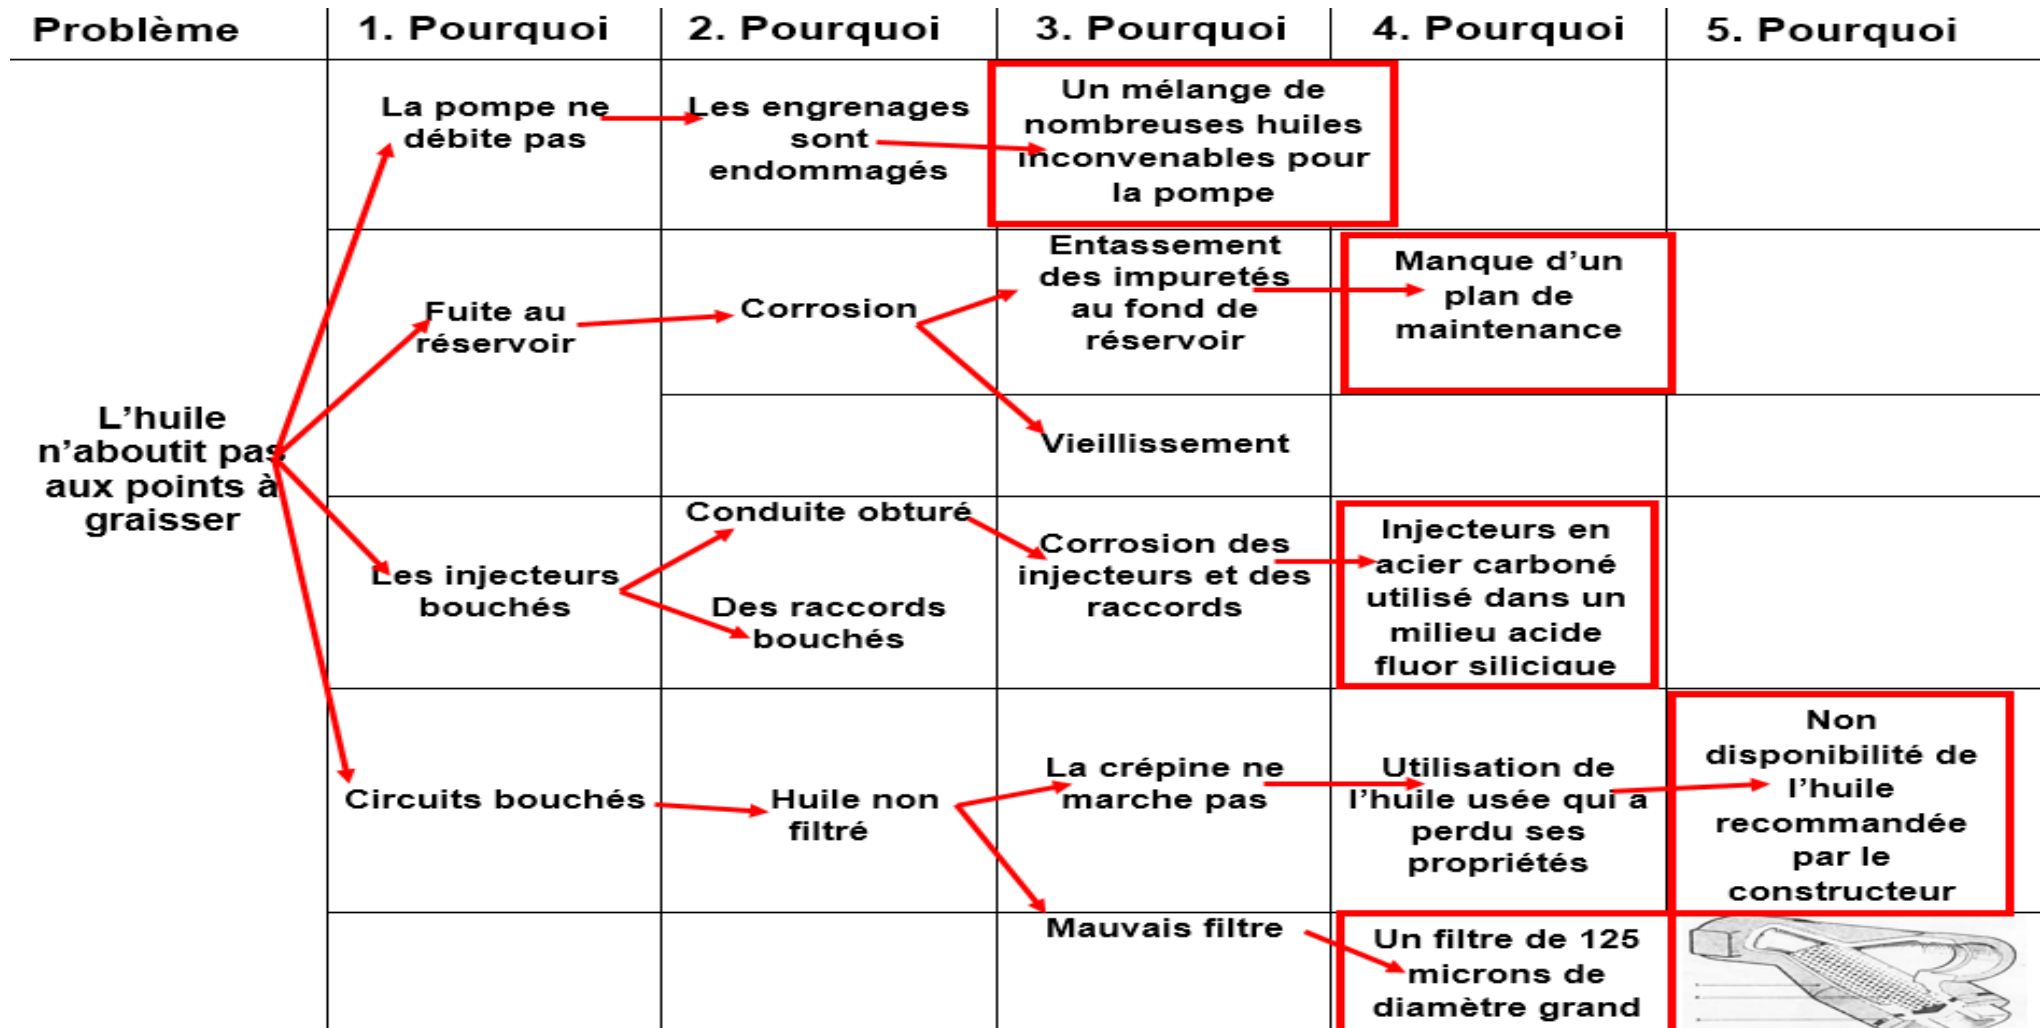 Problème
1. Pourquoi
2. Pourquoi
3. Pourquoi
4. Pourquoi
5. Pourquoi
L’huile
n’aboutit pas
aux points à
graisser
La pompe ne
débite pas
Les engrenages
sont
endommagés
Un mélange de
nombreuses huiles
inconvenables pour
la pompe
Fuite au
réservoir
Corrosion
Entassement
des impuretés
au fond de
réservoir
Manque d’un
plan de
maintenance
Vieillissement
Les injecteurs
bouchés
Conduite obturé
Des raccords
bouchés
Corrosion des
injecteurs et des
raccords
Injecteurs en
acier carboné
utilisé dans un
milieu acide
fluor silicique
Circuits bouchés
Huile non
filtré
La crépine ne
marche pas
Utilisation de
l’huile usée qui a
perdu ses
propriétés
Non
disponibilité de
l’huile
recommandée
par le
constructeur
Mauvais filtre
Un filtre de 125
microns de
diamètre grand